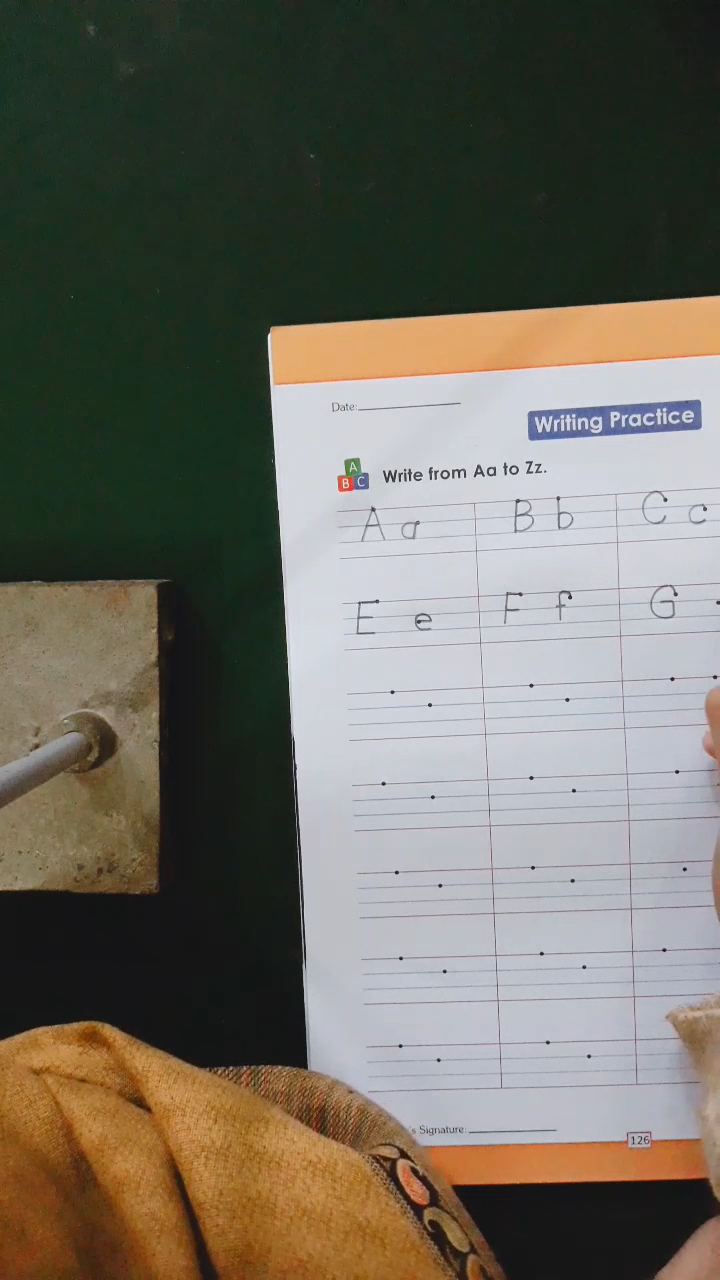 Date:
Writing Practice
A
B C
Write from Aa to Zz.
A a B b C c
E e F f G
's Signature:
126